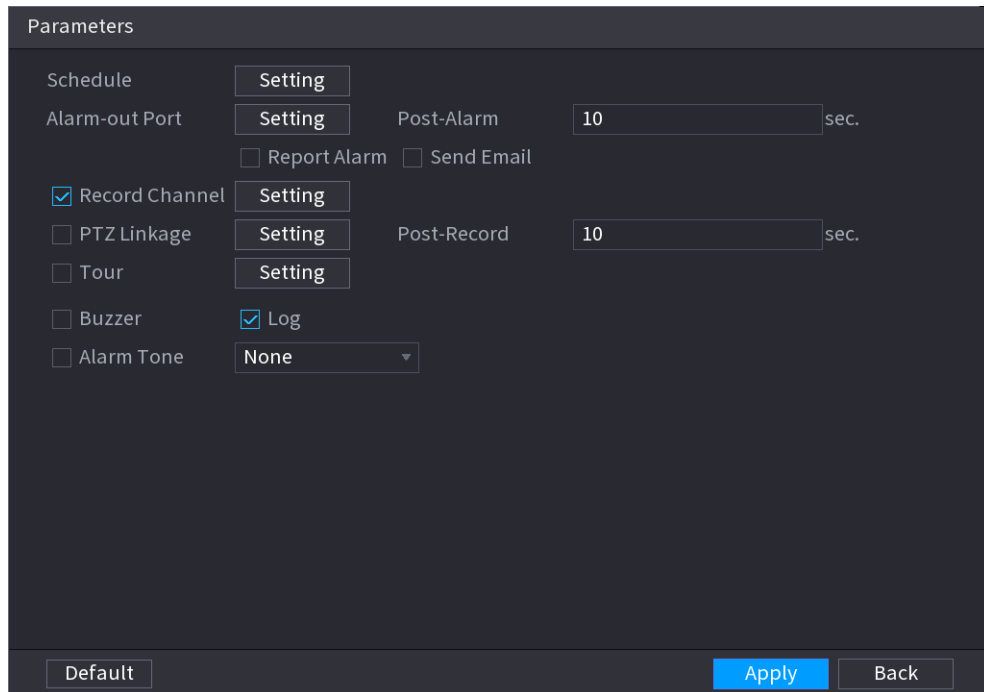 Parameters
Schedule Setting
Alarm-out Port Setting Post-Alarm 10 sec.
Report Alarm Send Email
Record Channel Setting
PTZ Linkage Setting Post-Record 10 sec.
Tour Setting
Buzzer Log
Alarm Tone None
Default Apply Back